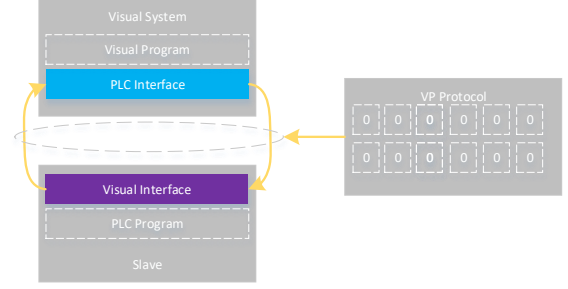 Visual System
Visual Program
PLC Interface
VP Protocol
0 0 0 0 0 0
0 0 0 0 0 0
Visual Interface
PLC Program
Slave